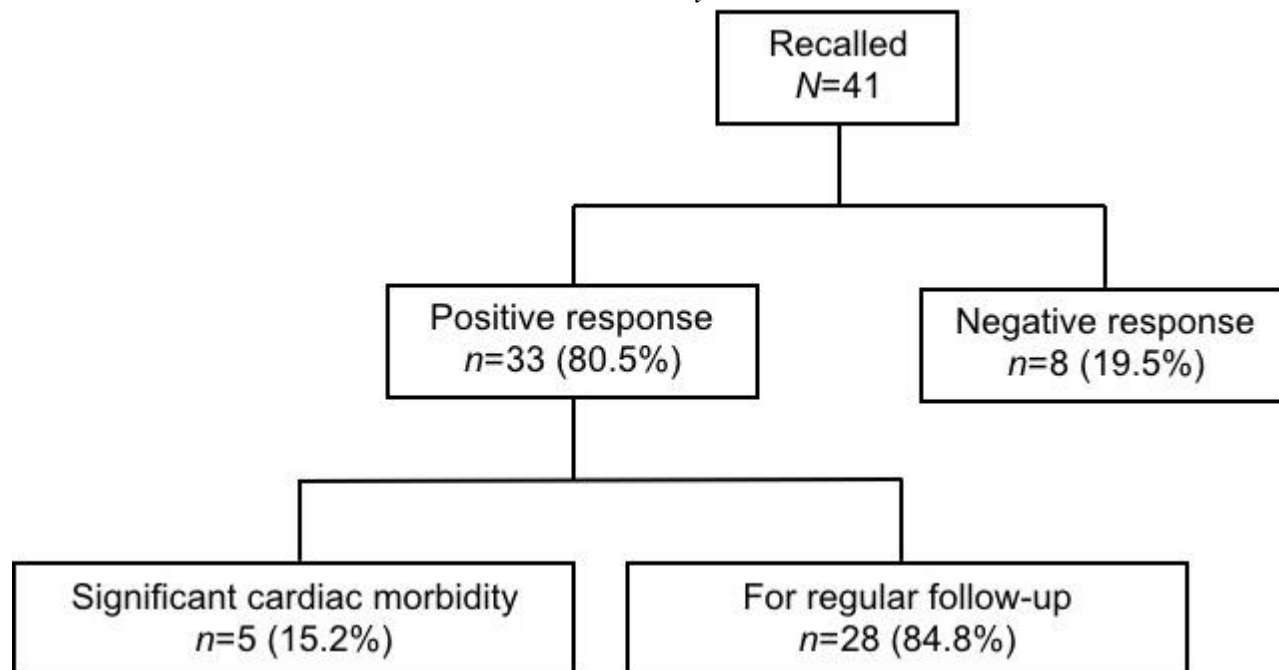 Recalled
N=41
Positive response
n=33 (80.5%)
Negative response
n=8 (19.5%)
Significant cardiac morbidity
n=5 (15.2%)
For regular follow-up
n=28 (84.8%)